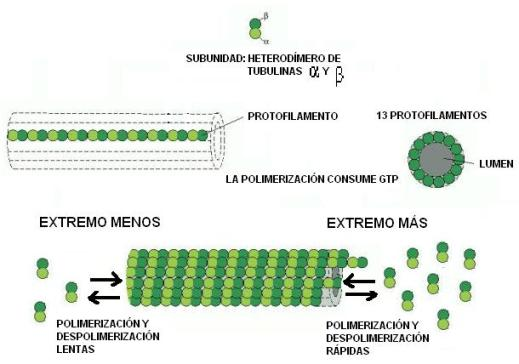 β
α
SUBUNIDAD: HETERODÍMERO DE
TUBULINAS α Y β
PROTOFILAMENTO
13 PROTOFILAMENTOS
LUMEN
LA POLIMERIZACIÓN CONSUME GTP
EXTREMO MENOS
EXTREMO MÁS
POLIMERIZACIÓN Y
DESPOLIMERIZACIÓN
LENTAS
POLIMERIZACIÓN Y
DESPOLIMERIZACIÓN
RÁPIDAS